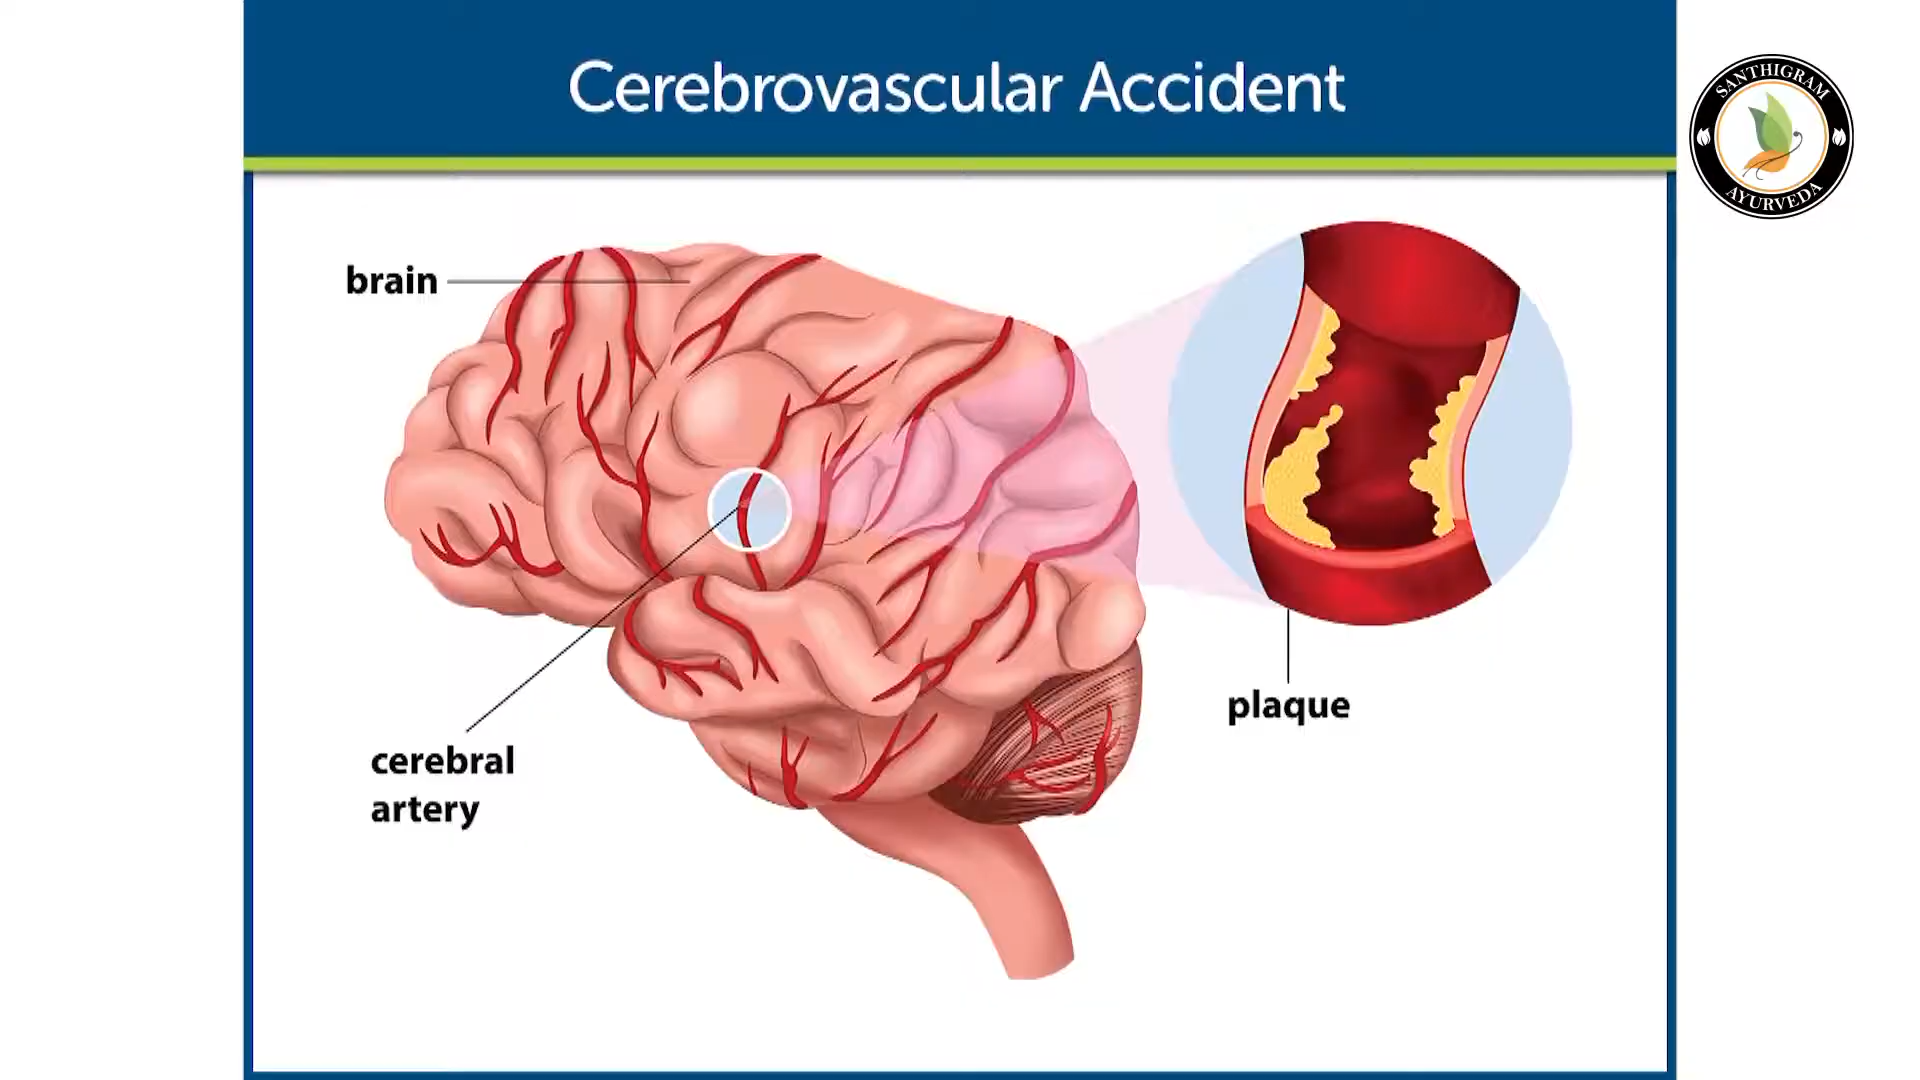 Cerebrovascular Accident
SANTHIGRAM
AYURVEDA
brain
plaque
cerebral
artery